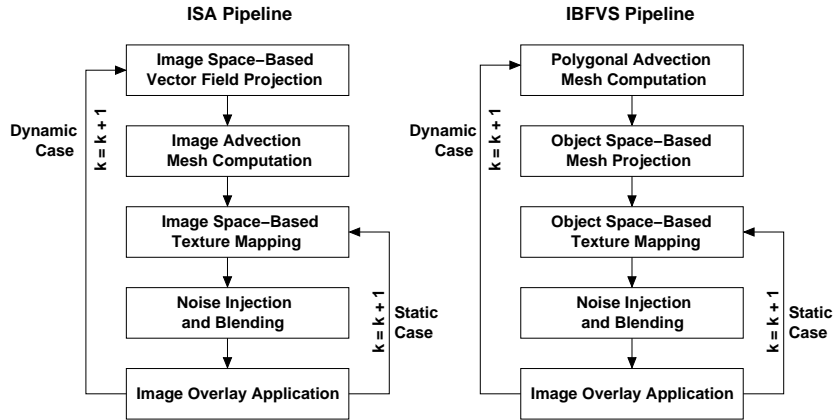 ISA Pipeline
Image Space–Based
Vector Field Projection
Dynamic
Case
k = k + 1
Image Advection
Mesh Computation
Image Space–Based
Texture Mapping
Noise Injection
and Blending
k = k + 1
Static
Case
Image Overlay Application
IBFVS Pipeline
Polygonal Advection
Mesh Computation
Dynamic
Case
k = k + 1
Object Space–Based
Mesh Projection
Object Space–Based
Texture Mapping
Noise Injection
and Blending
k = k + 1
Static
Case
Image Overlay Application